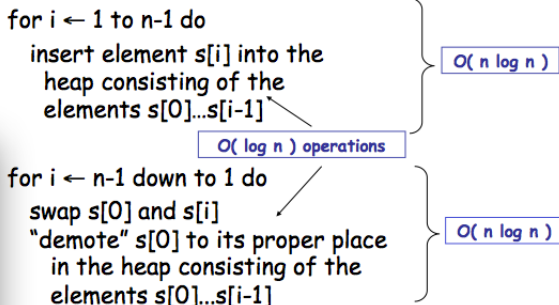 for i ← 1 to n-1 do
insert element s[i] into the
heap consisting of the
elements s[0]...s[i-1]
O( n log n )
O( log n ) operations
for i ← n-1 down to 1 do
swap s[0] and s[i]
“demote” s[0] to its proper place
in the heap consisting of the
elements s[0]...s[i-1]
O( n log n )